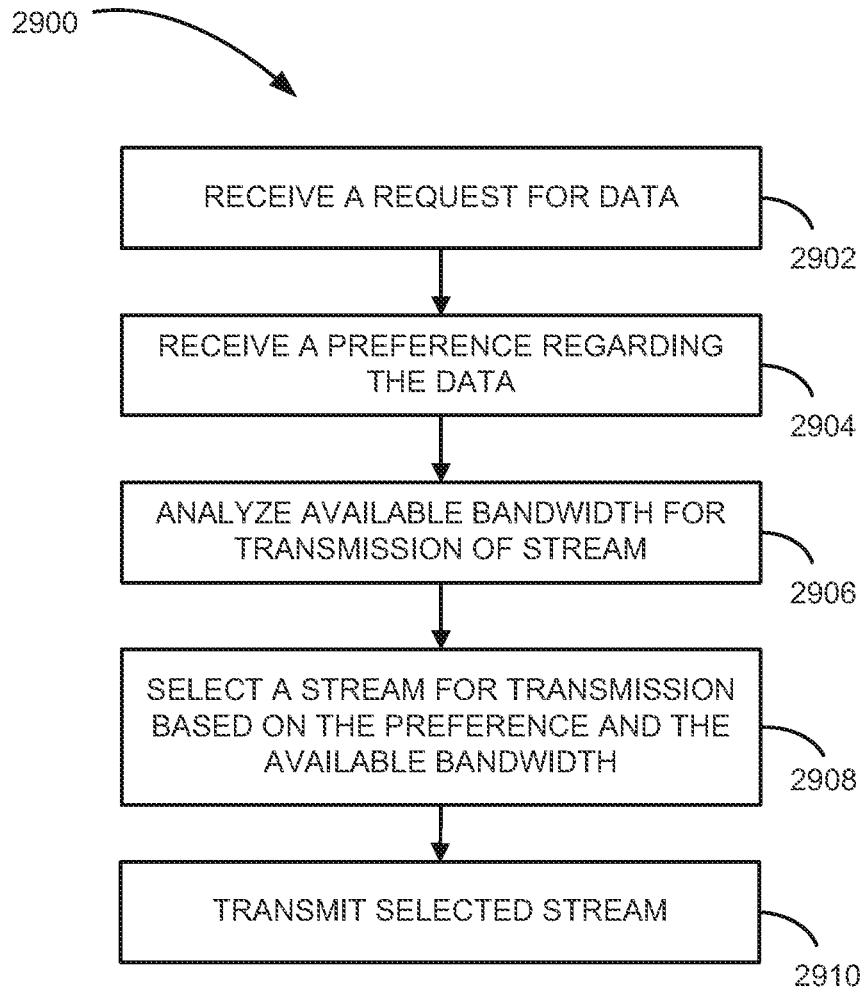 2900
RECEIVE A REQUEST FOR DATA
2902
RECEIVE A PREFERENCE REGARDING
THE DATA
2904
ANALYZE AVAILABLE BANDWIDTH FOR
TRANSMISSION OF STREAM
2906
SELECT A STREAM FOR TRANSMISSION
BASED ON THE PREFERENCE AND THE
AVAILABLE BANDWIDTH
2908
TRANSMIT SELECTED STREAM
2910